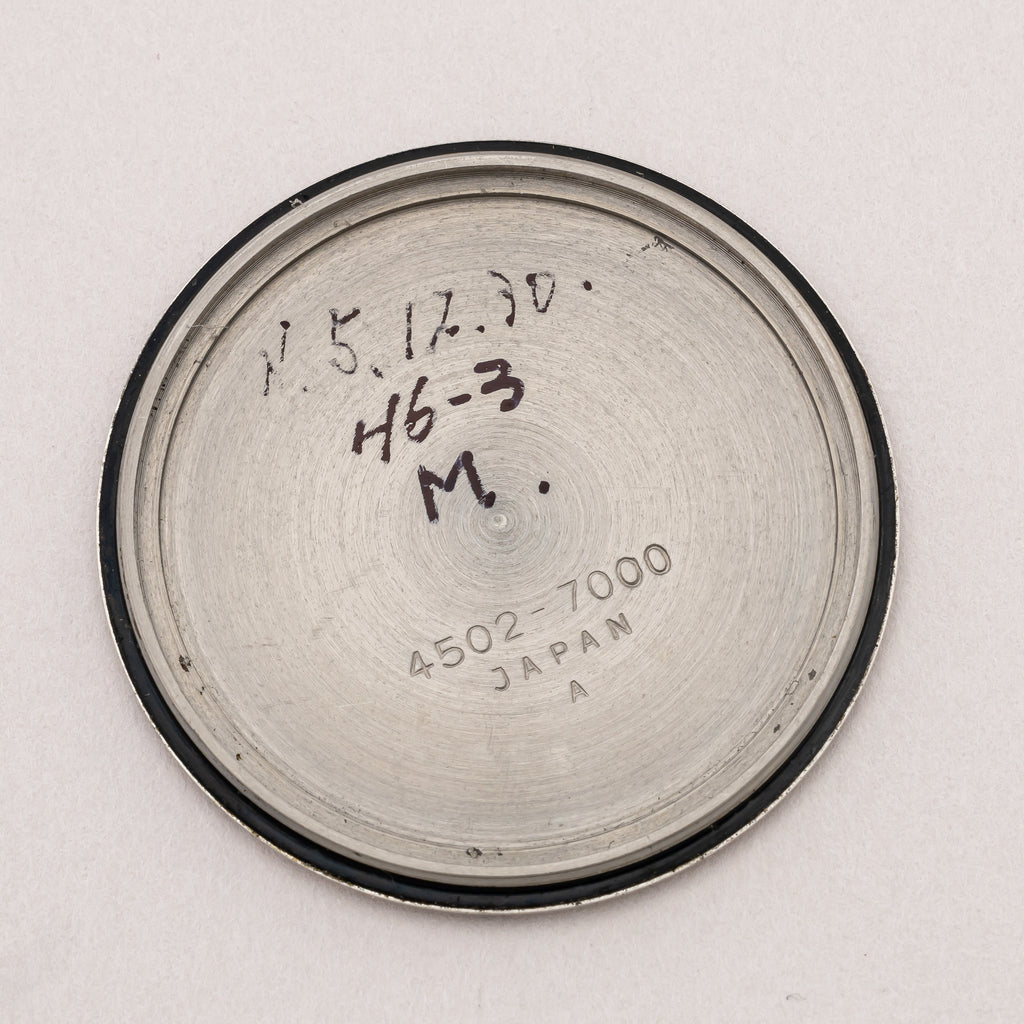 N.5.12.30.
H6-3
M.
4502-7000
JAPAN
A